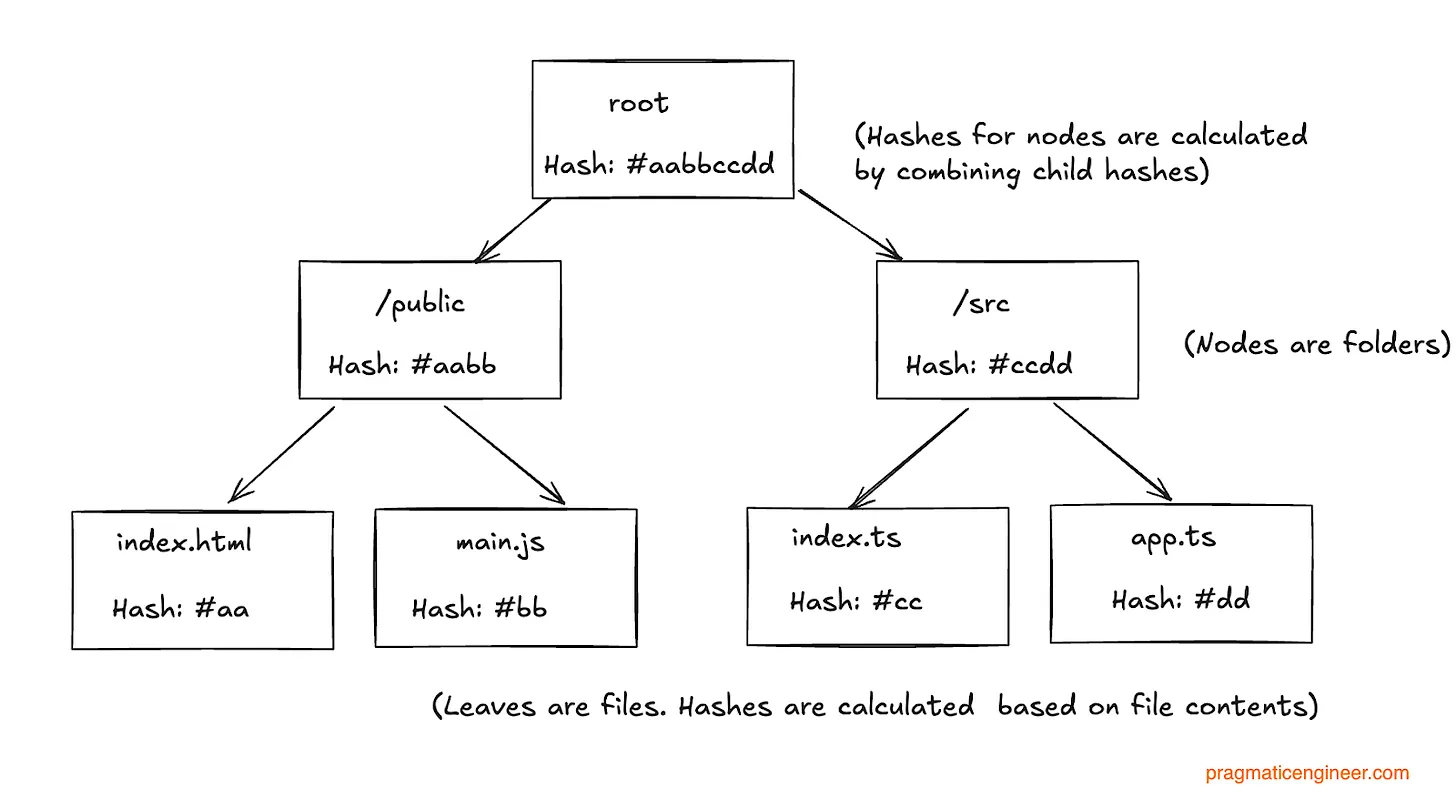 root
Hash: #aabbccdd
(Hashes for nodes are calculated
by combining child hashes)
/public
Hash: #aabb
/src
Hash: #ccdd
(Nodes are folders)
index.html
Hash: #aa
main.js
Hash: #bb
index.ts
Hash: #cc
app.ts
Hash: #dd
(Leaves are files. Hashes are calculated based on file contents)
pragmaticengineer.com